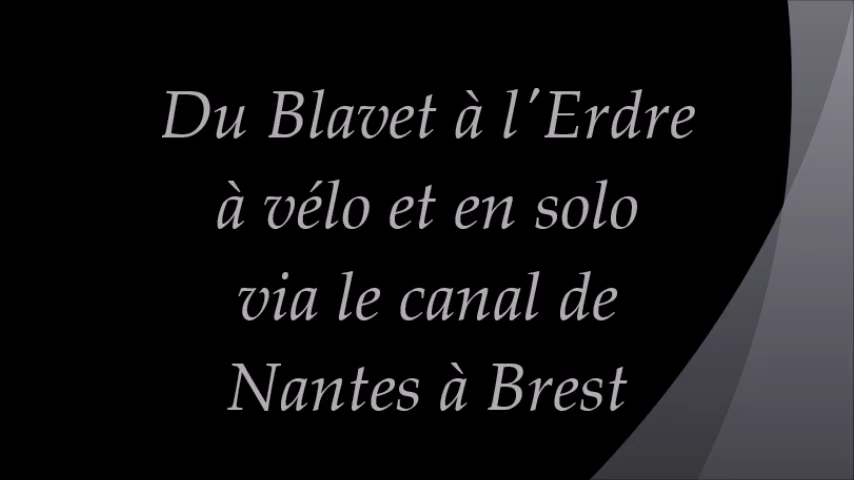 Du Blavet à l'Erdre
à vélo et en solo
via le canal de
Nantes à Brest